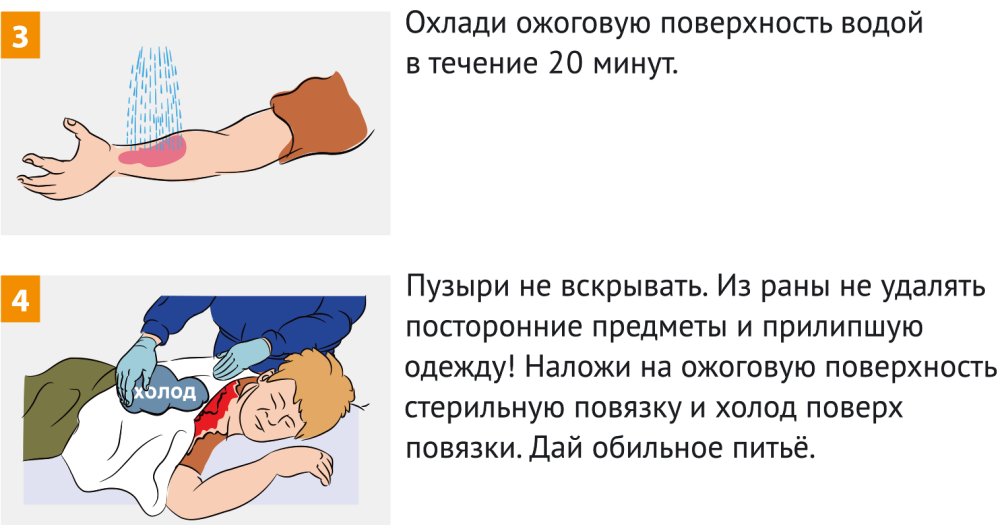 3
Охлади ожоговую поверхность водой
в течение 20 минут.
4
Пузыри не вскрывать. Из раны не удалять
посторонние предметы и прилипшую
одежду! Наложи на ожоговую поверхность
стерильную повязку и холод поверх
повязки. Дай обильное питьё.
холод